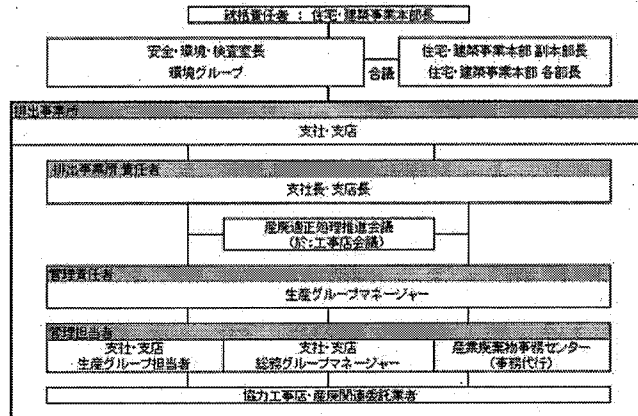 統括責任者 : 住宅・建築事業本部長
安全・環境・検査室長
環境グループ
合議
住宅・建築事業本部 副本部長
住宅・建築事業本部 各部長
排出事業所
支社・支店
排出事業所責任者
支社長・支店長
産廃適正処理推進会議
(於:工事店会議)
管理責任者
生産グループマネージャー
管理担当者
支社・支店
生産グループ担当者
支社・支店
総務グループマネージャー
産業廃棄物事務センター
(事務代行)
協力工事店・産廃関連委託業者